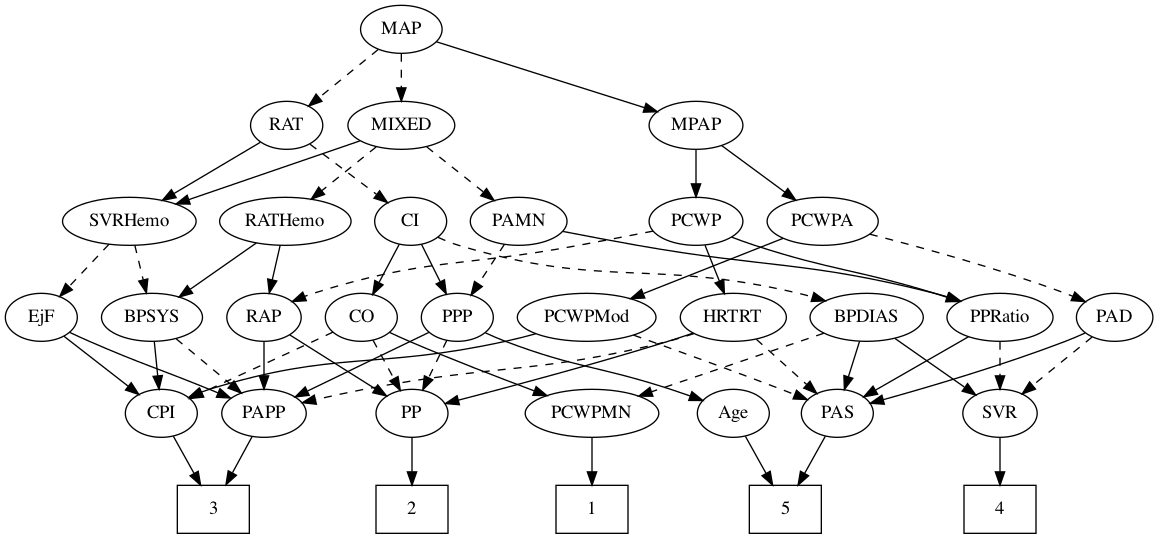 MAP
RAT
MIXED
MPAP
SVRHemo
RATHemo
CI
PAMN
PCWP
PCWPA
EjF
BPSYS
RAP
CO
PPP
PCWPMod
HRTRT
BPDIAS
PPRatio
PAD
CPI
PAPP
PP
PCWPMN
Age
PAS
SVR
3
2
1
5
4